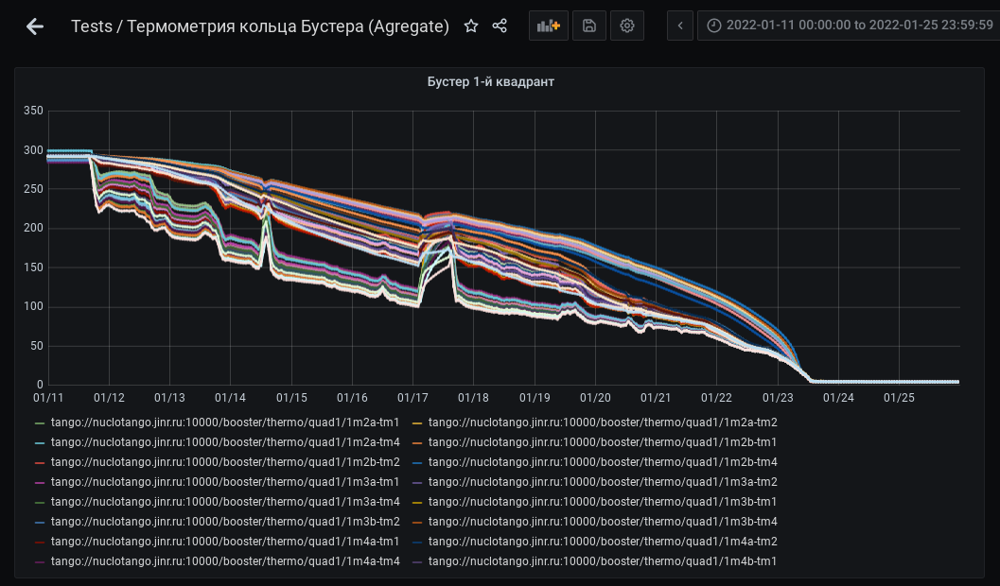 Tests / Термометрия кольца Бустера (Agregate)
2022-01-11 00:00:00 to 2022-01-25 23:59:59
Бустер 1-й квадрант
350
300
250
200
150
100
50
0
01/11 01/12 01/13 01/14 01/15 01/16 01/17 01/18 01/19 01/20 01/21 01/22 01/23 01/24 01/25
tango://nuclotango.jinr.ru:10000/booster/thermo/quad1/1m2a-tm1 tango://nuclotango.jinr.ru:10000/booster/thermo/quad1/1m2a-tm2
tango://nuclotango.jinr.ru:10000/booster/thermo/quad1/1m2a-tm4 tango://nuclotango.jinr.ru:10000/booster/thermo/quad1/1m2b-tm1
tango://nuclotango.jinr.ru:10000/booster/thermo/quad1/1m2b-tm2 tango://nuclotango.jinr.ru:10000/booster/thermo/quad1/1m2b-tm4
tango://nuclotango.jinr.ru:10000/booster/thermo/quad1/1m3a-tm1 tango://nuclotango.jinr.ru:10000/booster/thermo/quad1/1m3a-tm2
tango://nuclotango.jinr.ru:10000/booster/thermo/quad1/1m3a-tm4 tango://nuclotango.jinr.ru:10000/booster/thermo/quad1/1m3b-tm1
tango://nuclotango.jinr.ru:10000/booster/thermo/quad1/1m3b-tm2 tango://nuclotango.jinr.ru:10000/booster/thermo/quad1/1m3b-tm4
tango://nuclotango.jinr.ru:10000/booster/thermo/quad1/1m4a-tm1 tango://nuclotango.jinr.ru:10000/booster/thermo/quad1/1m4a-tm2
tango://nuclotango.jinr.ru:10000/booster/thermo/quad1/1m4a-tm4 tango://nuclotango.jinr.ru:10000/booster/thermo/quad1/1m4b-tm1